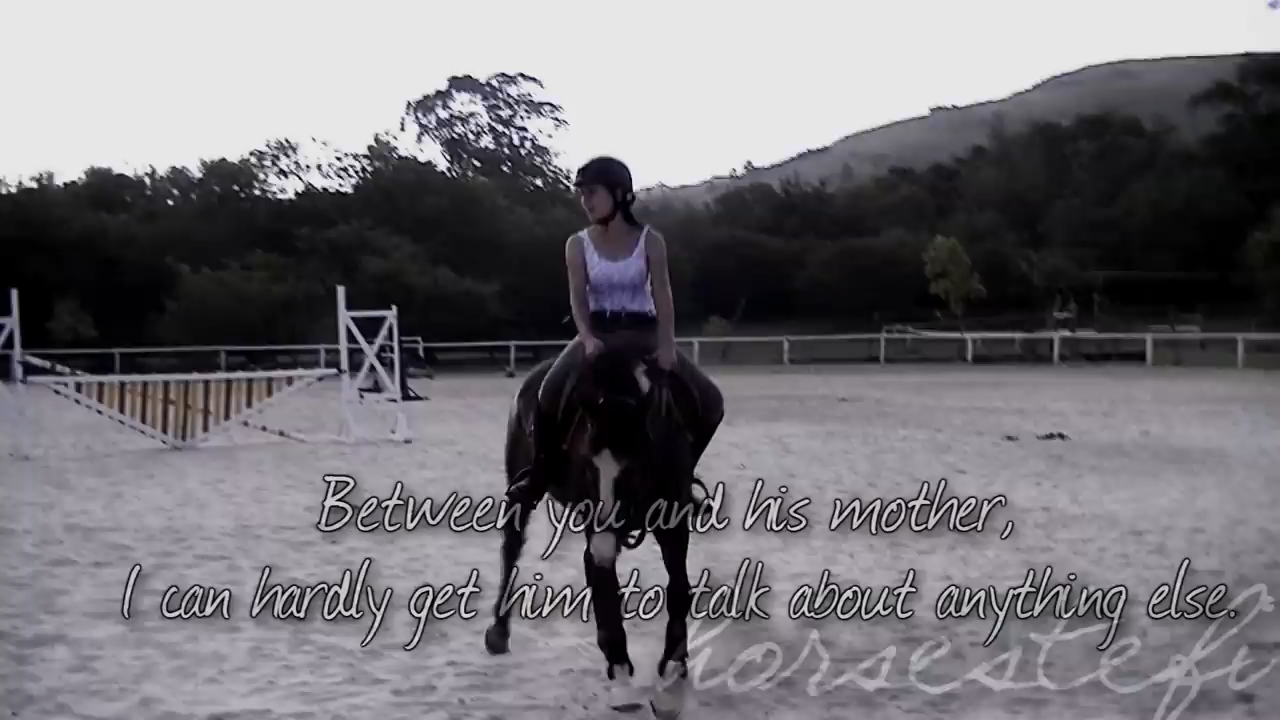 Between you and his mother,
I can hardly get him to talk about anything else.
horsestefi